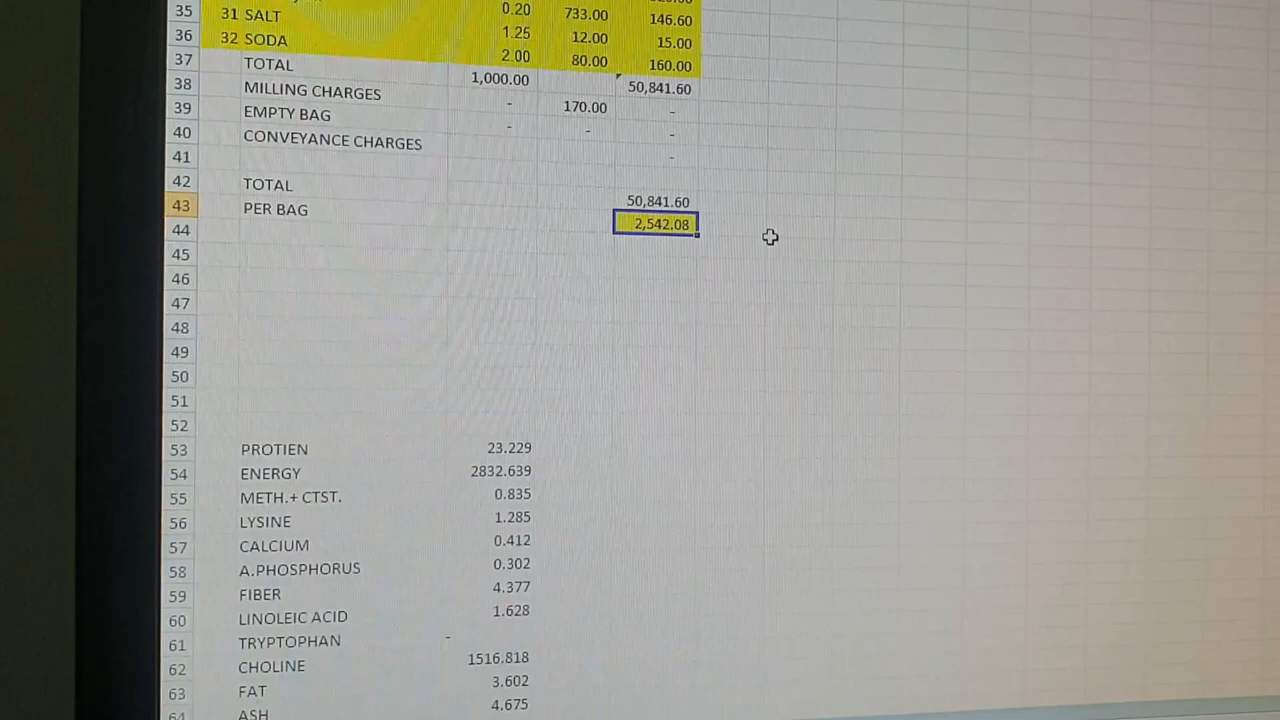 35 31 SALT 0.20 733.00 146.60
36 32 SODA 1.25 12.00 15.00
37 2.00 80.00 160.00
TOTAL 1,000.00 50,841.60
38 MILLING CHARGES - 170.00 -
39 EMPTY BAG - - -
40 CONVEYANCE CHARGES -
41
42 TOTAL 50,841.60
43 PER BAG 2,542.08
44
45
46
47
48
49
50
51
52
53 PROTIEN 23.229
54 ENERGY 2832.639
55 METH.+ CTST. 0.835
56 LYSINE 1.285
57 CALCIUM 0.412
58 A.PHOSPHORUS 0.302
59 FIBER 4.377
60 LINOLEIC ACID 1.628
61 TRYPTOPHAN -
62 CHOLINE 1516.818
63 FAT 3.602
64 ASH 4.675